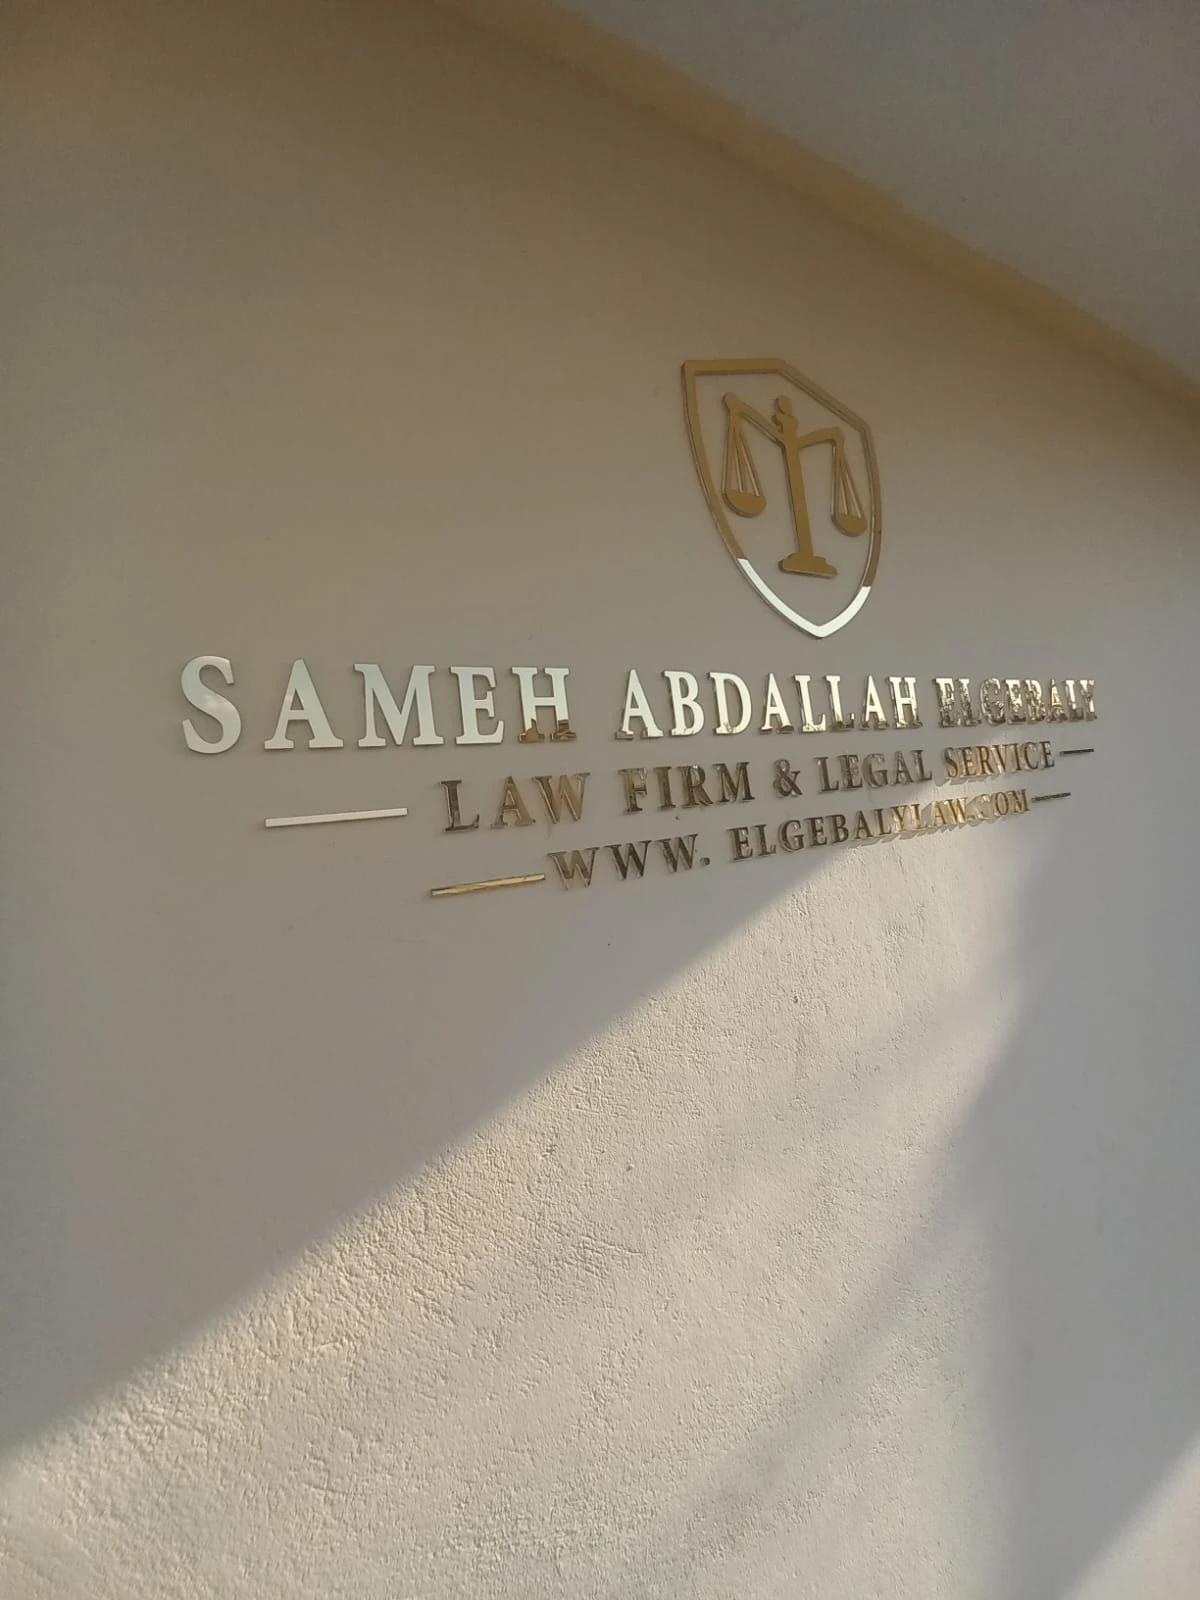 SAMEH ABDALLAH ELGEBALY
LAW FIRM & LEGAL SERVICE
WWW. ELGEBALYLAW.COM